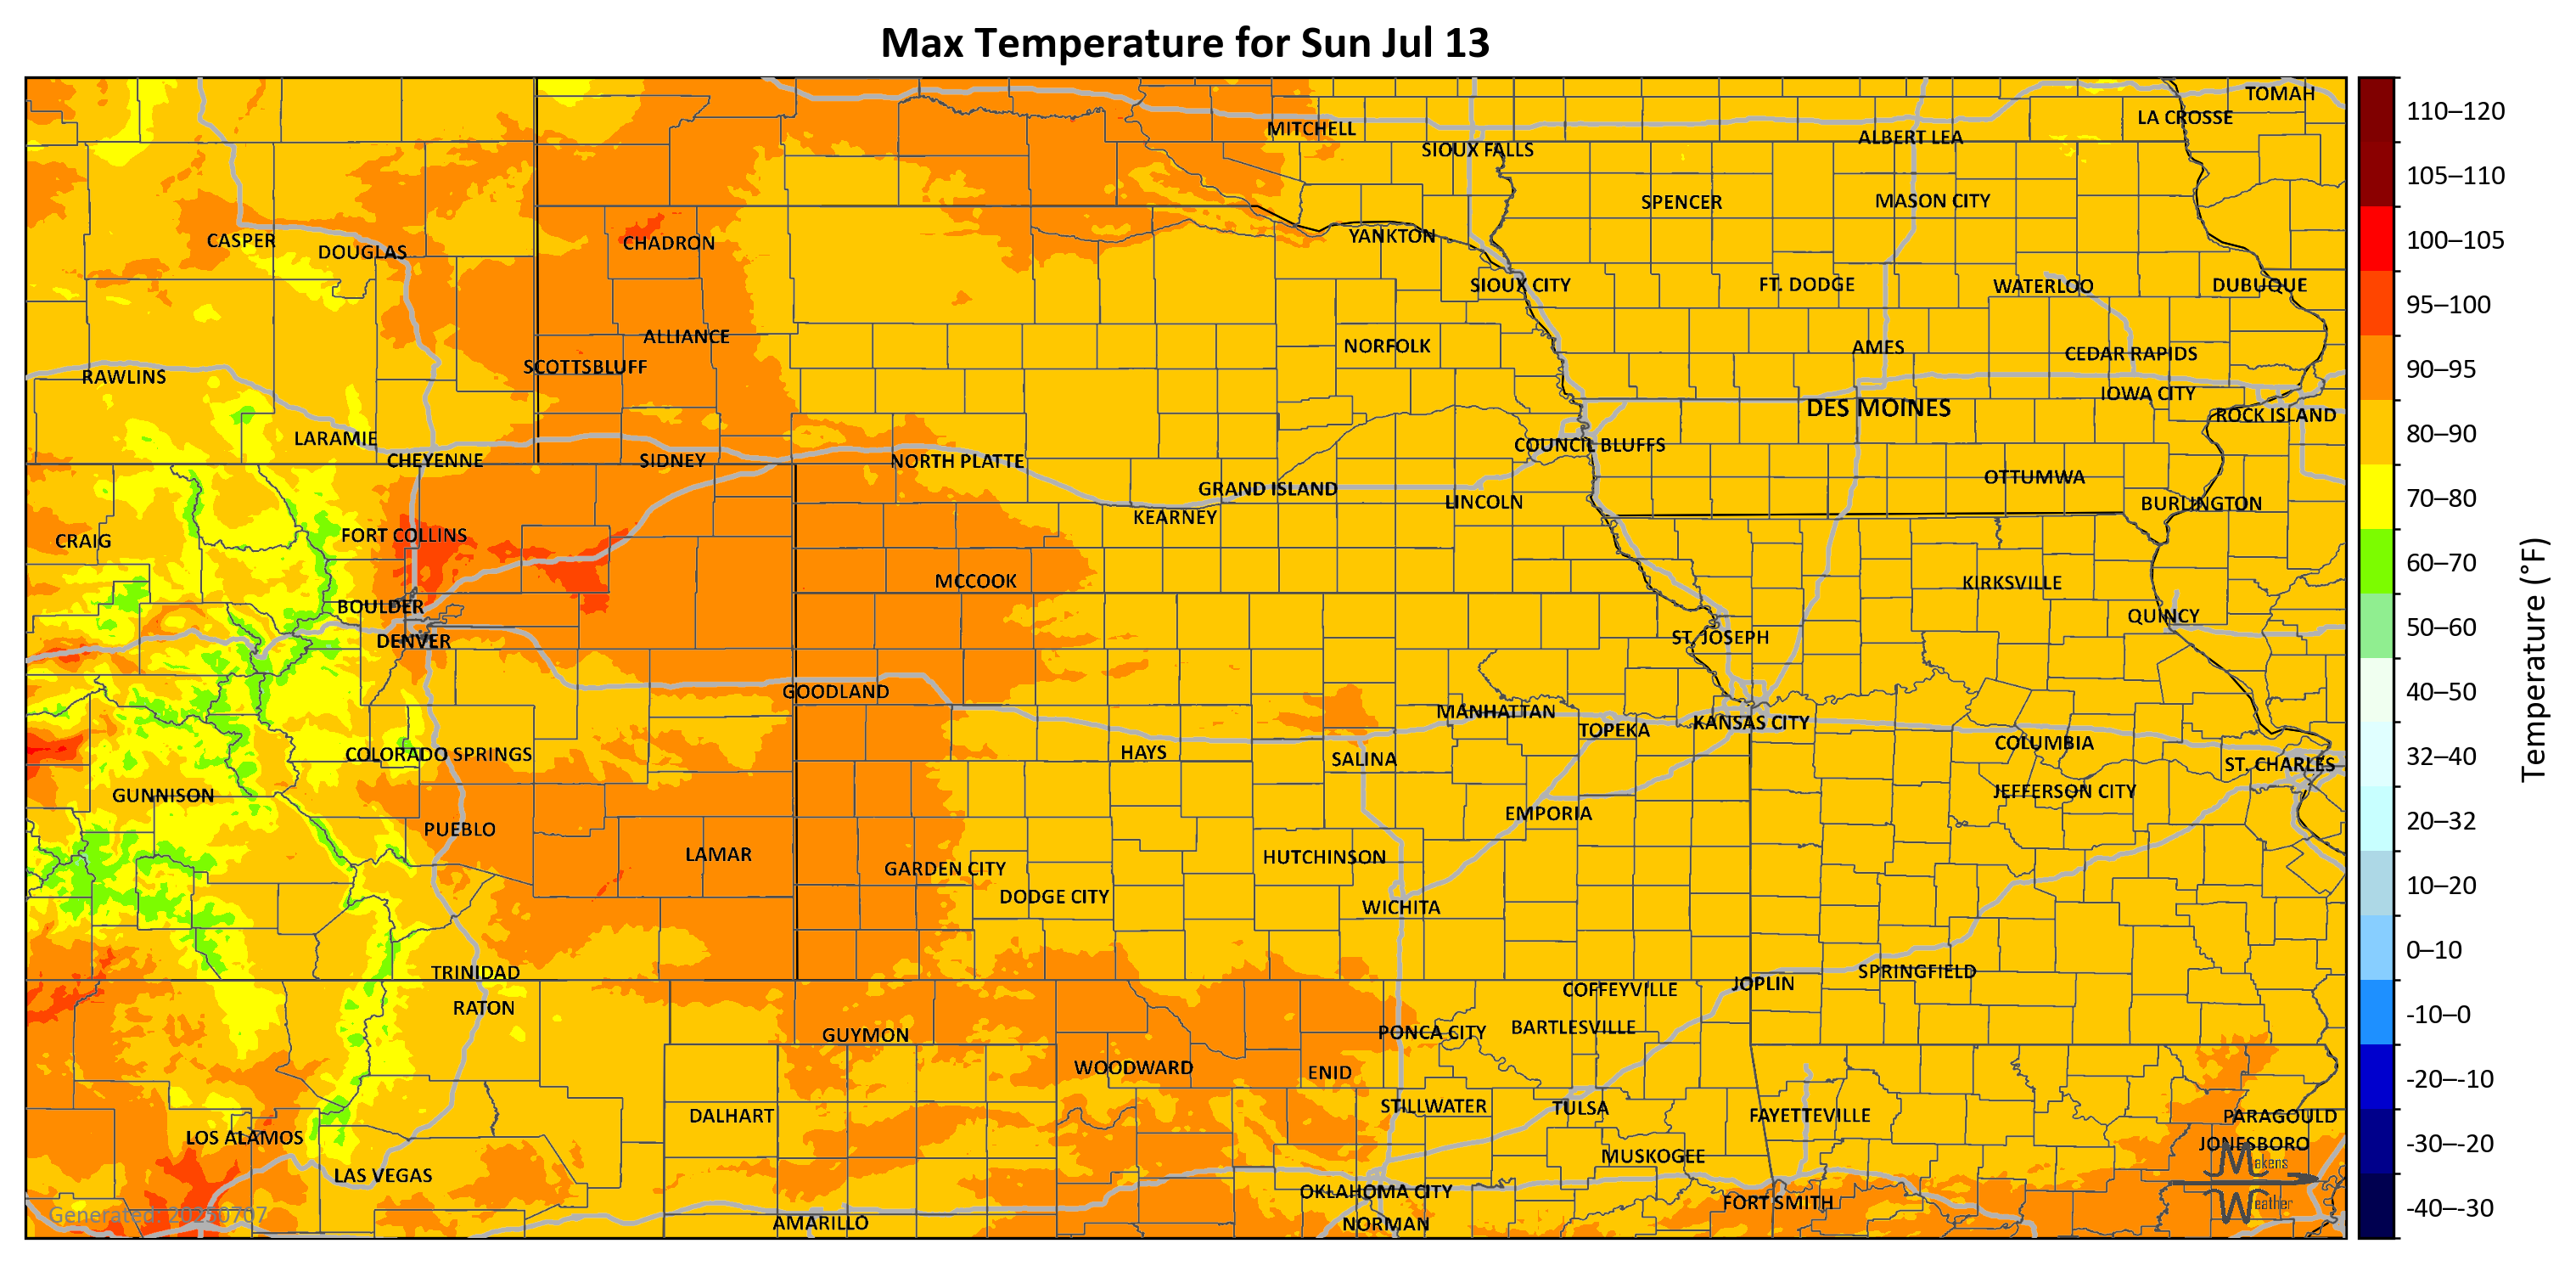 Max Temperature for Sun Jul 13
TOMAH
LA CROSSE
MITCHELL
ALBERT LEA
SIOUX FALLS
SPENCER
MASON CITY
CASPER
DOUGLAS
CHADRON
YANKTON
SIOUX CITY
FT. DODGE
WATERLOO
DUBUQUE
ALLIANCE
NORFOLK
AMES
CEDAR RAPIDS
SCOTTSBLUFF
RAWLINS
IOWA CITY
DES MOINES
ROCK ISLAND
LARAMIE
COUNCIL BLUFFS
CHEYENNE
SIDNEY
NORTH PLATTE
OTTUMWA
GRAND ISLAND
LINCOLN
BURLINGTON
KEARNEY
FORT COLLINS
CRAIG
MCCOOK
KIRKSVILLE
BOULDER
QUINCY
DENVER
ST. JOSEPH
GOODLAND
MANHATTAN
KANSAS CITY
TOPEKA
COLUMBIA
COLORADO SPRINGS
HAYS
SALINA
ST. CHARLES
GUNNISON
JEFFERSON CITY
EMPORIA
PUEBLO
LAMAR
HUTCHINSON
GARDEN CITY
DODGE CITY
WICHITA
TRINIDAD
SPRINGFIELD
JOPLIN
COFFEYVILLE
RATON
BARTLESVILLE
PONCA CITY
GUYMON
WOODWARD
ENID
STILLWATER
TULSA
DALHART
FAYETTEVILLE
PARAGOULD
LOS ALAMOS
JONESBORO
MUSKOGEE
LAS VEGAS
OKLAHOMA CITY
FORT SMITH
AMARILLO
NORMAN
Generated: 20250707
Makens
Weather
110–120
105–110
100–105
95–100
90–95
80–90
70–80
60–70
50–60
40–50
32–40
20–32
10–20
0–10
-10–0
-20–-10
-30–-20
-40–-30
Temperature (°F)